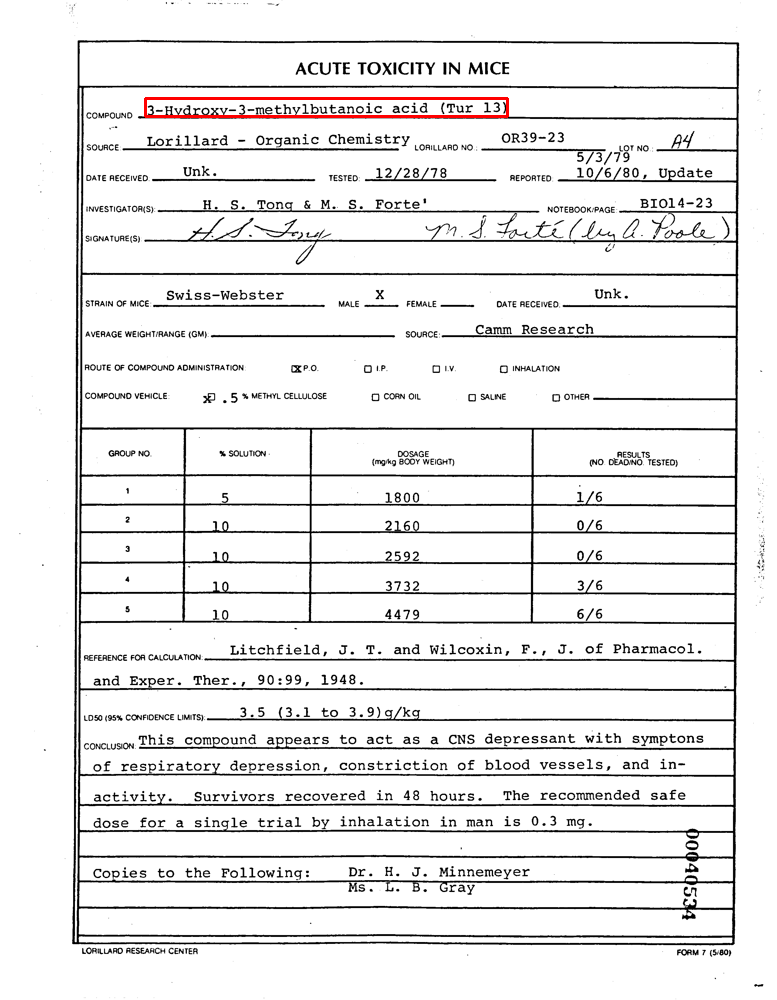 ACUTE TOXICITY IN MICE
COMPOUND 3-Hydroxy-3-methylbutanoic acid (Tur 13)
SOURCE Lorillard - Organic Chemistry LORILLARD NO.: OR39-23 LOT NO.: A4
5/3/79
DATE RECEIVED: Unk. TESTED: 12/28/78 REPORTED: 10/6/80, Update
INVESTIGATOR(S): H. S. Tong & M. S. Forte' NOTEBOOK/PAGE: BIO14-23
SIGNATURE(S): H. S. Tong M. S. Forté (by A. Poole)
STRAIN OF MICE: Swiss-Webster MALE X FEMALE DATE RECEIVED: Unk.
AVERAGE WEIGHT/RANGE (GM): SOURCE: Camm Research
ROUTE OF COMPOUND ADMINISTRATION: X P.O. I.P. I.V. INHALATION
COMPOUND VEHICLE: X .5 % METHYL CELLULOSE CORN OIL SALINE OTHER
GROUP NO. % SOLUTION DOSAGE RESULTS
(mg/kg BODY WEIGHT) (NO. DEAD/NO. TESTED)
1 5 1800 1/6
2 10 2160 0/6
3 10 2592 0/6
4 10 3732 3/6
5 10 4479 6/6
REFERENCE FOR CALCULATION: Litchfield, J. T. and Wilcoxin, F., J. of Pharmacol.
and Exper. Ther., 90:99, 1948.
LD50 (95% CONFIDENCE LIMITS): 3.5 (3.1 to 3.9)g/kg
CONCLUSION: This compound appears to act as a CNS depressant with symptons
of respiratory depression, constriction of blood vessels, and in-
activity. Survivors recovered in 48 hours. The recommended safe
dose for a single trial by inhalation in man is 0.3 mg.
Copies to the Following: Dr. H. J. Minnemeyer
Ms. L. B. Gray
00040534
LORILLARD RESEARCH CENTER FORM 7 (5/80)